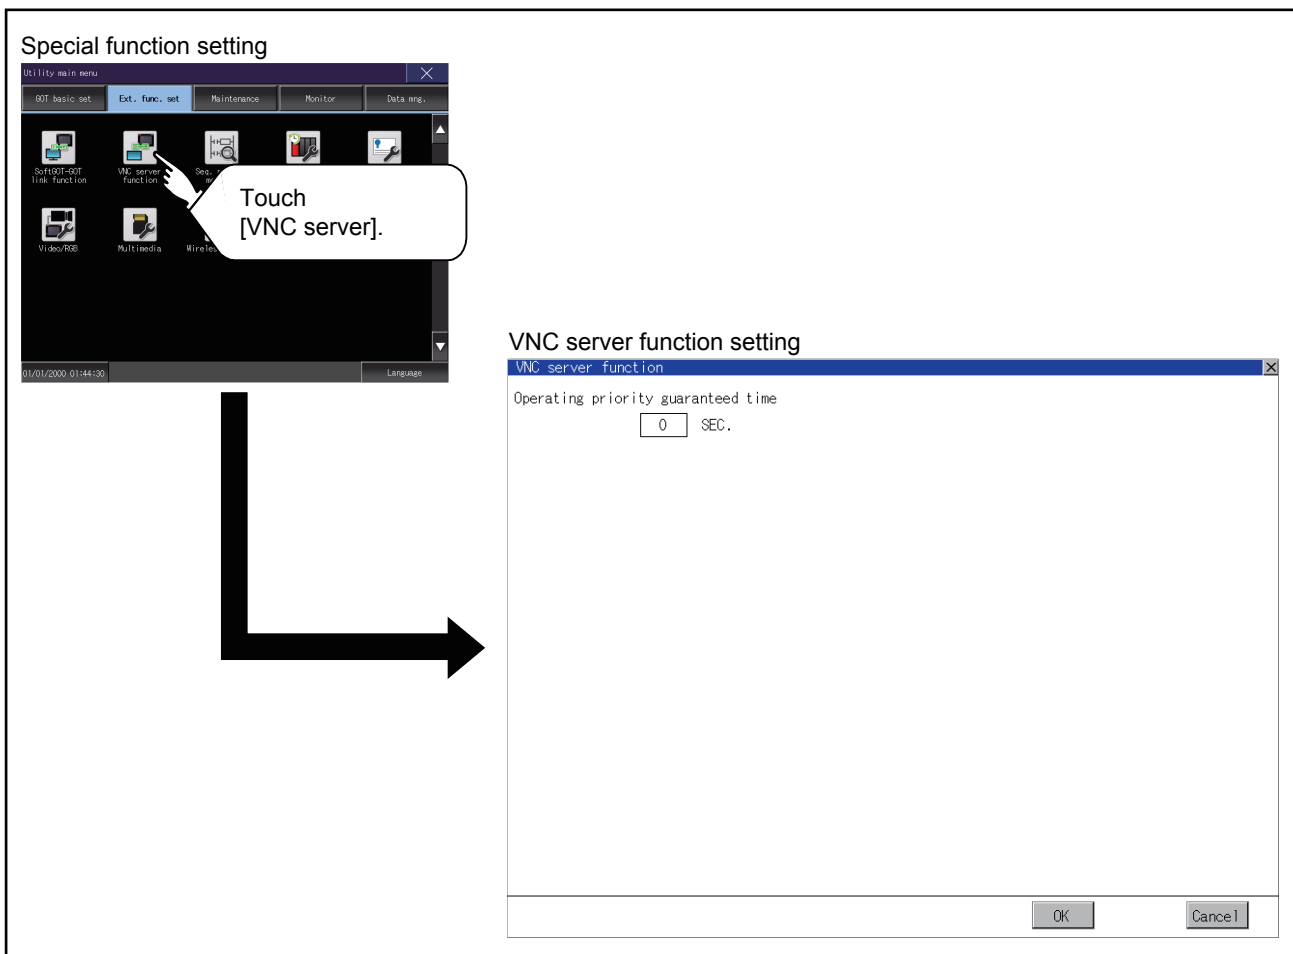 Special function setting
Utility main menu
GOT basic set
Ext. func. set
Maintenance
Monitor
Data mng.
SoftGOT-GOT
link function
VNC server
function
Seq.
Touch
[VNC server].
Video/RGB
Multimedia
01/01/2000 01:44:30
Language
VNC server function setting
VNC server function
Operating priority guaranteed time
0 SEC.
OK
Cancel